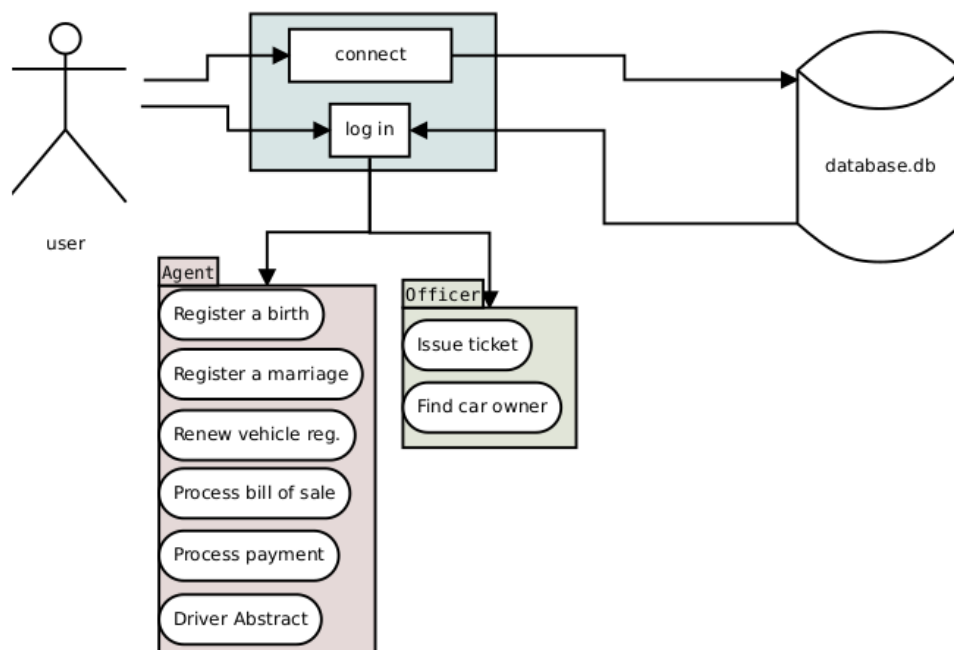 connect
log in
database.db
user
Agent
Register a birth
Register a marriage
Renew vehicle reg.
Process bill of sale
Process payment
Driver Abstract
Officer
Issue ticket
Find car owner